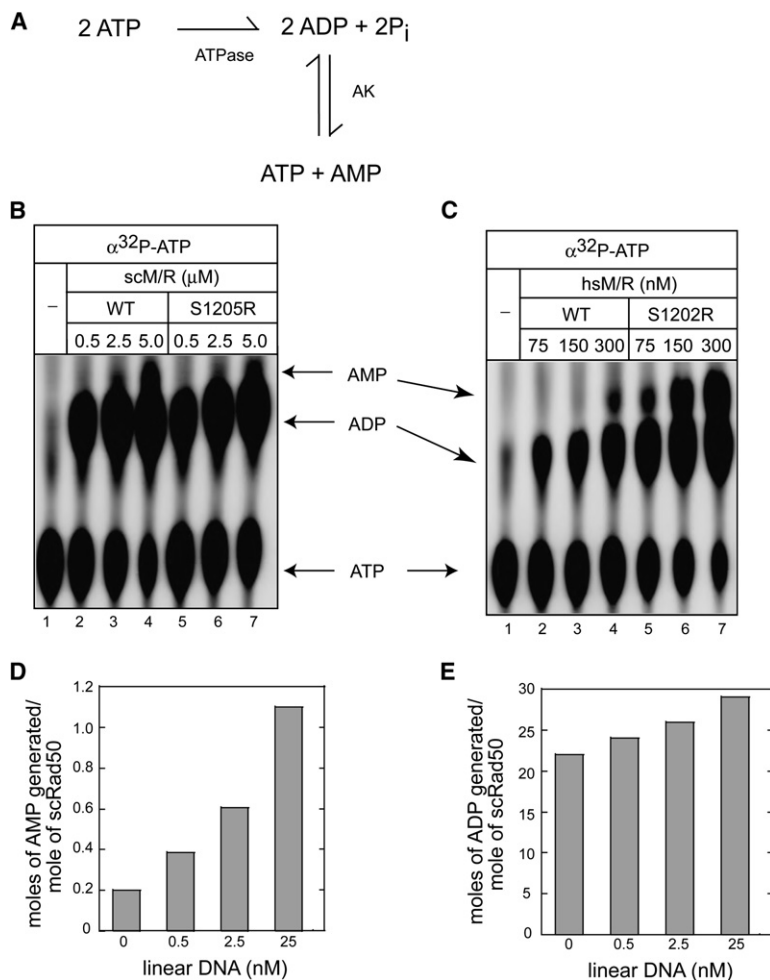 A
2 ATP
2 ADP + 2Pi
ATPase
AK
ATP + AMP
B
α32P-ATP
–
scM/R (μM)
WT
S1205R
0.5 2.5 5.0 0.5 2.5 5.0
1 2 3 4 5 6 7
AMP
ADP
ATP
C
α32P-ATP
–
hsM/R (nM)
WT
S1202R
75 150 300 75 150 300
1 2 3 4 5 6 7
D
moles of AMP generated/
mole of scRad50
1.2
1.0
0.8
0.6
0.4
0.2
0
0 0.5 2.5 25
linear DNA (nM)
E
moles of ADP generated/
mole of scRad50
30
25
20
15
10
5
0
0 0.5 2.5 25
linear DNA (nM)